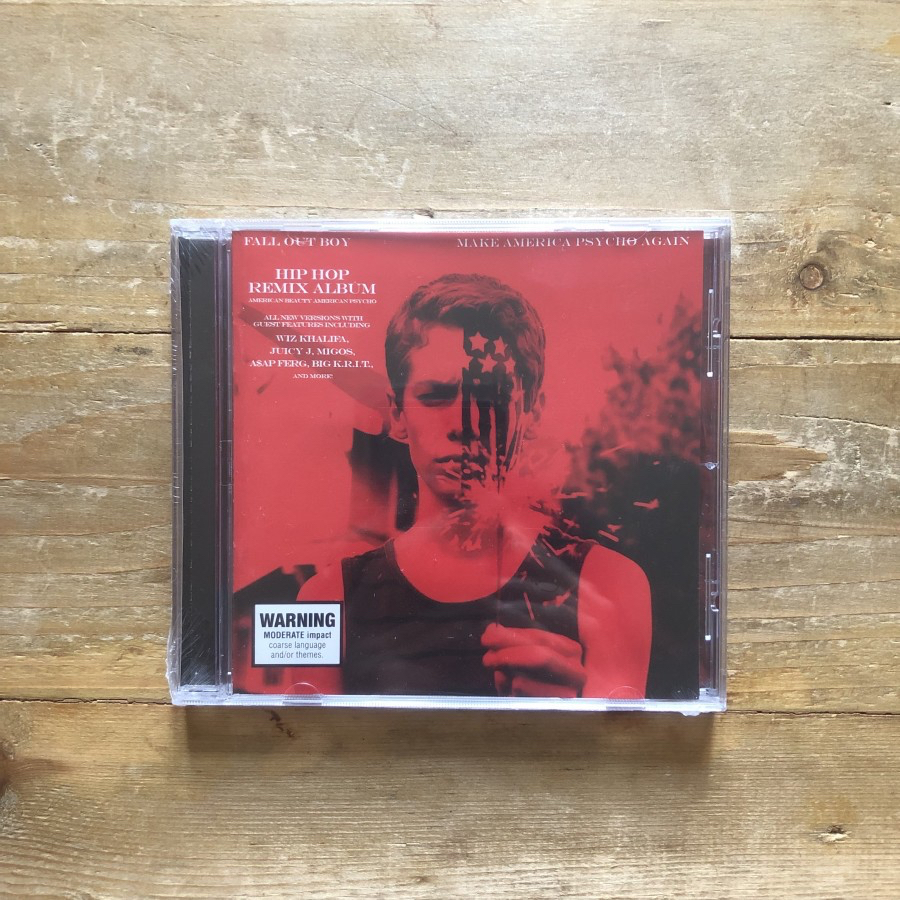 FALL OUT BOY
MAKE AMERICA PSYCHO AGAIN
HIP HOP
REMIX ALBUM
AMERICAN BEAUTY AMERICAN PSYCHO
ALL NEW VERSIONS WITH
GUEST FEATURES INCLUDING
WIZ KHALIFA,
JUICY J, MIGOS,
A$AP FERG, BIG K.R.I.T.,
AND MORE!
WARNING
MODERATE impact
coarse language
and/or themes.